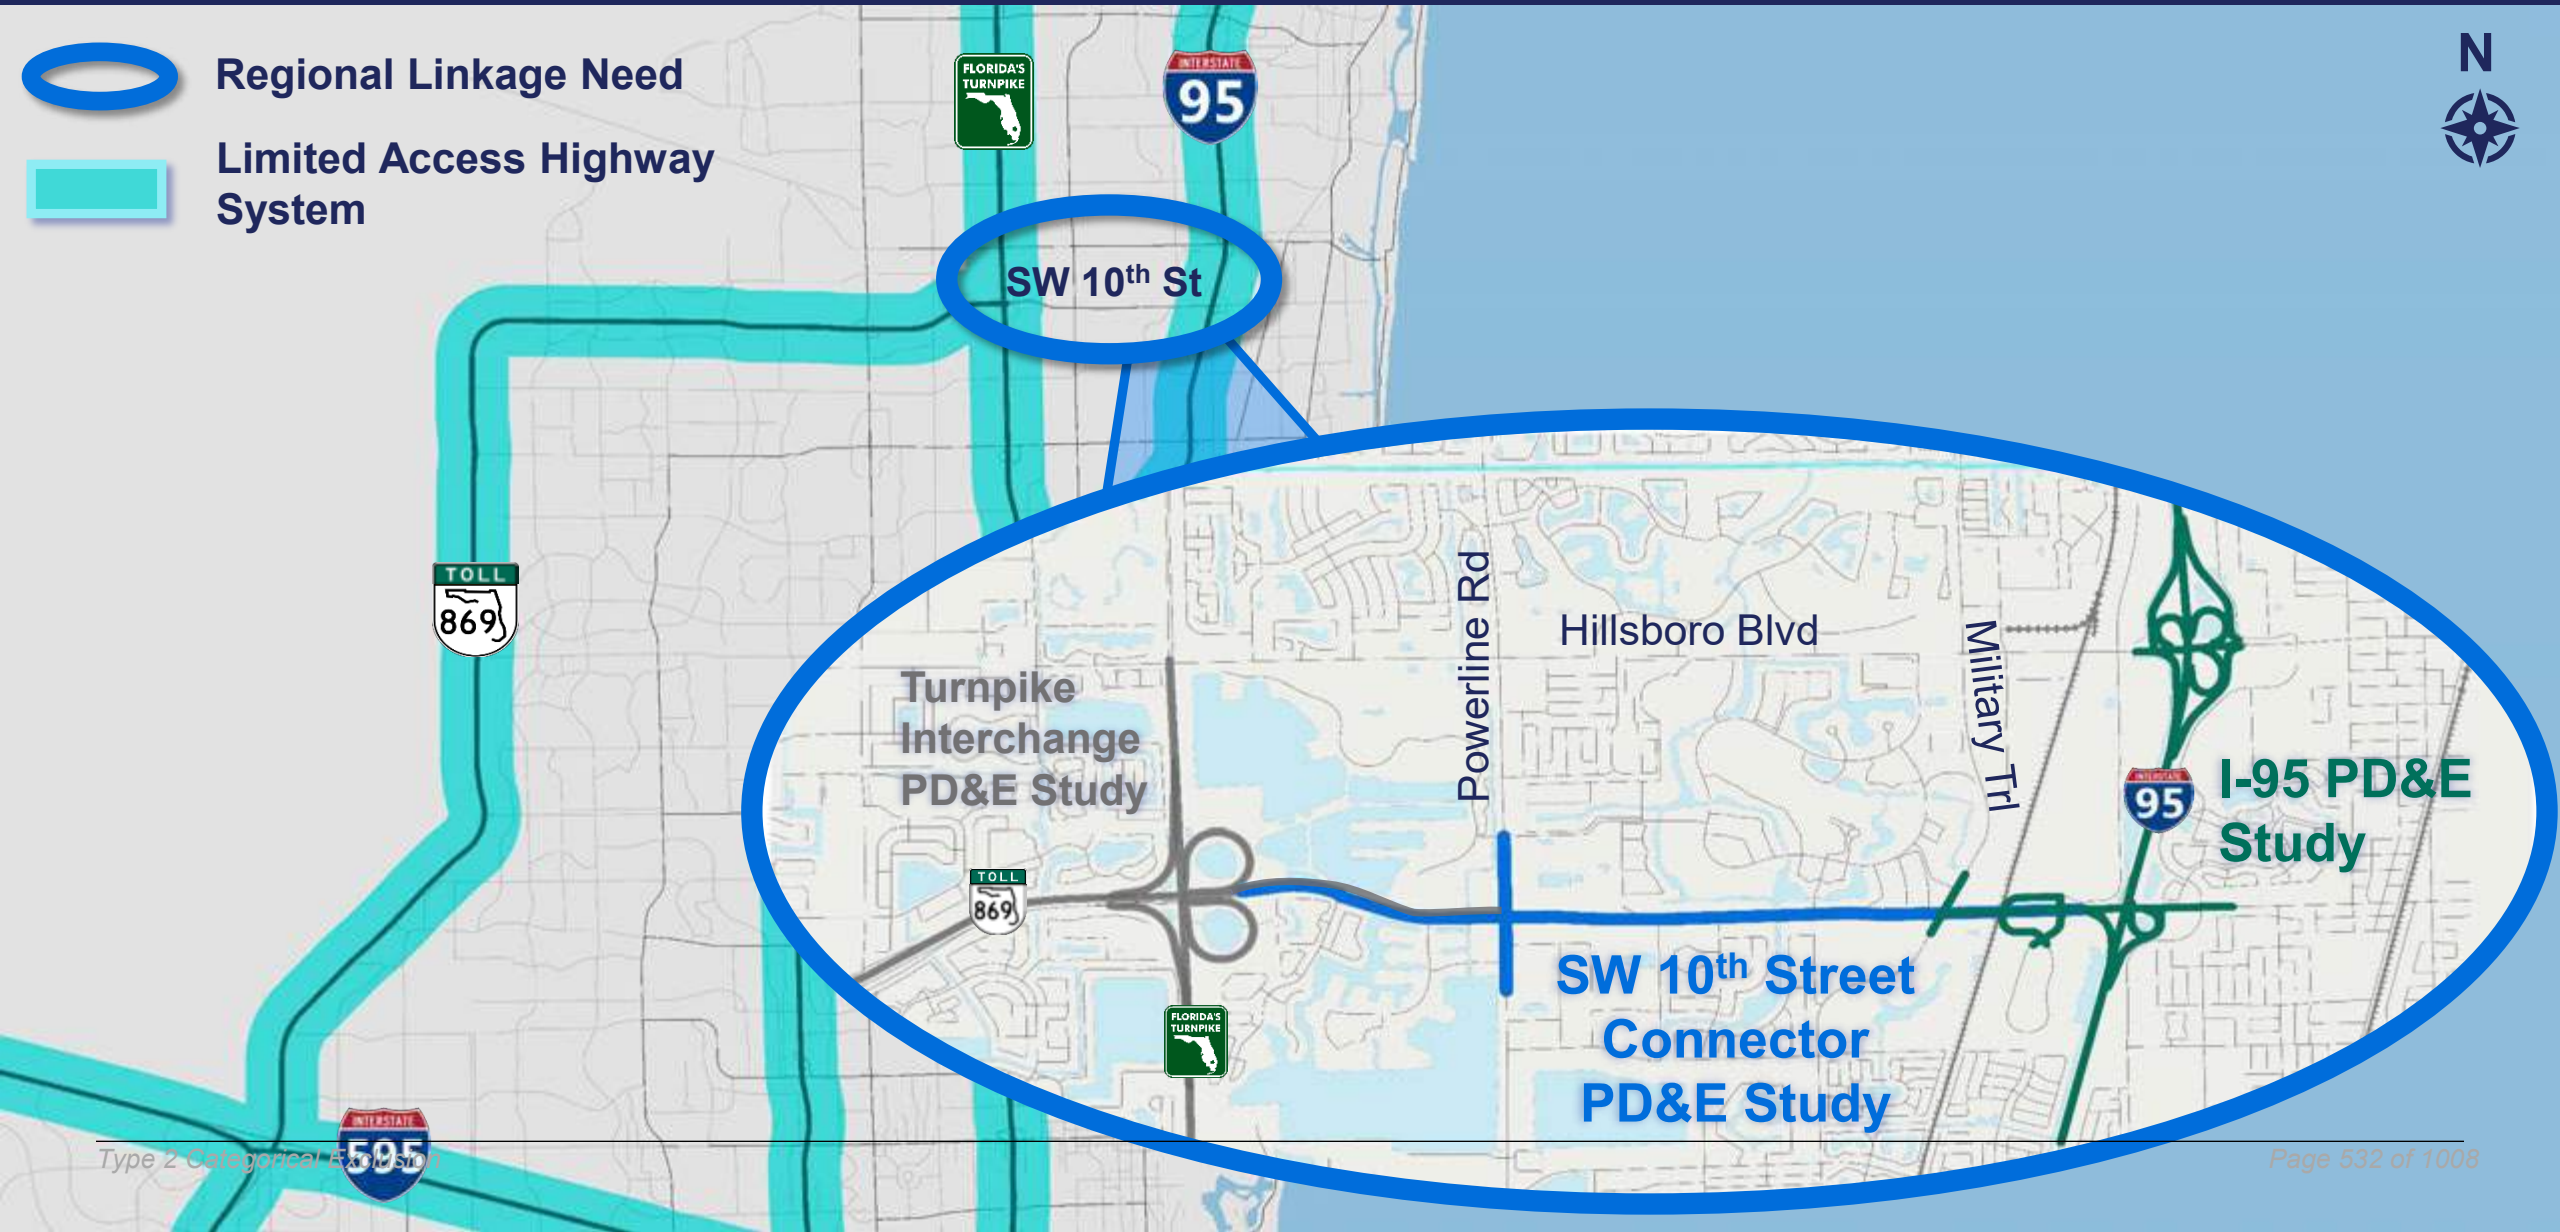 Regional Linkage Need
Limited Access Highway
System
FLORIDA'S
TURNPIKE
INTERSTATE
95
N
SW 10th St
TOLL
869
Powerline Rd
Hillsboro Blvd
Military Trl
Turnpike
Interchange
PD&E Study
INTERSTATE
95
I-95 PD&E
Study
TOLL
869
SW 10th Street
Connector
PD&E Study
FLORIDA'S
TURNPIKE
INTERSTATE
595
Type 2 Categorical Exclusion
Page 532 of 1008